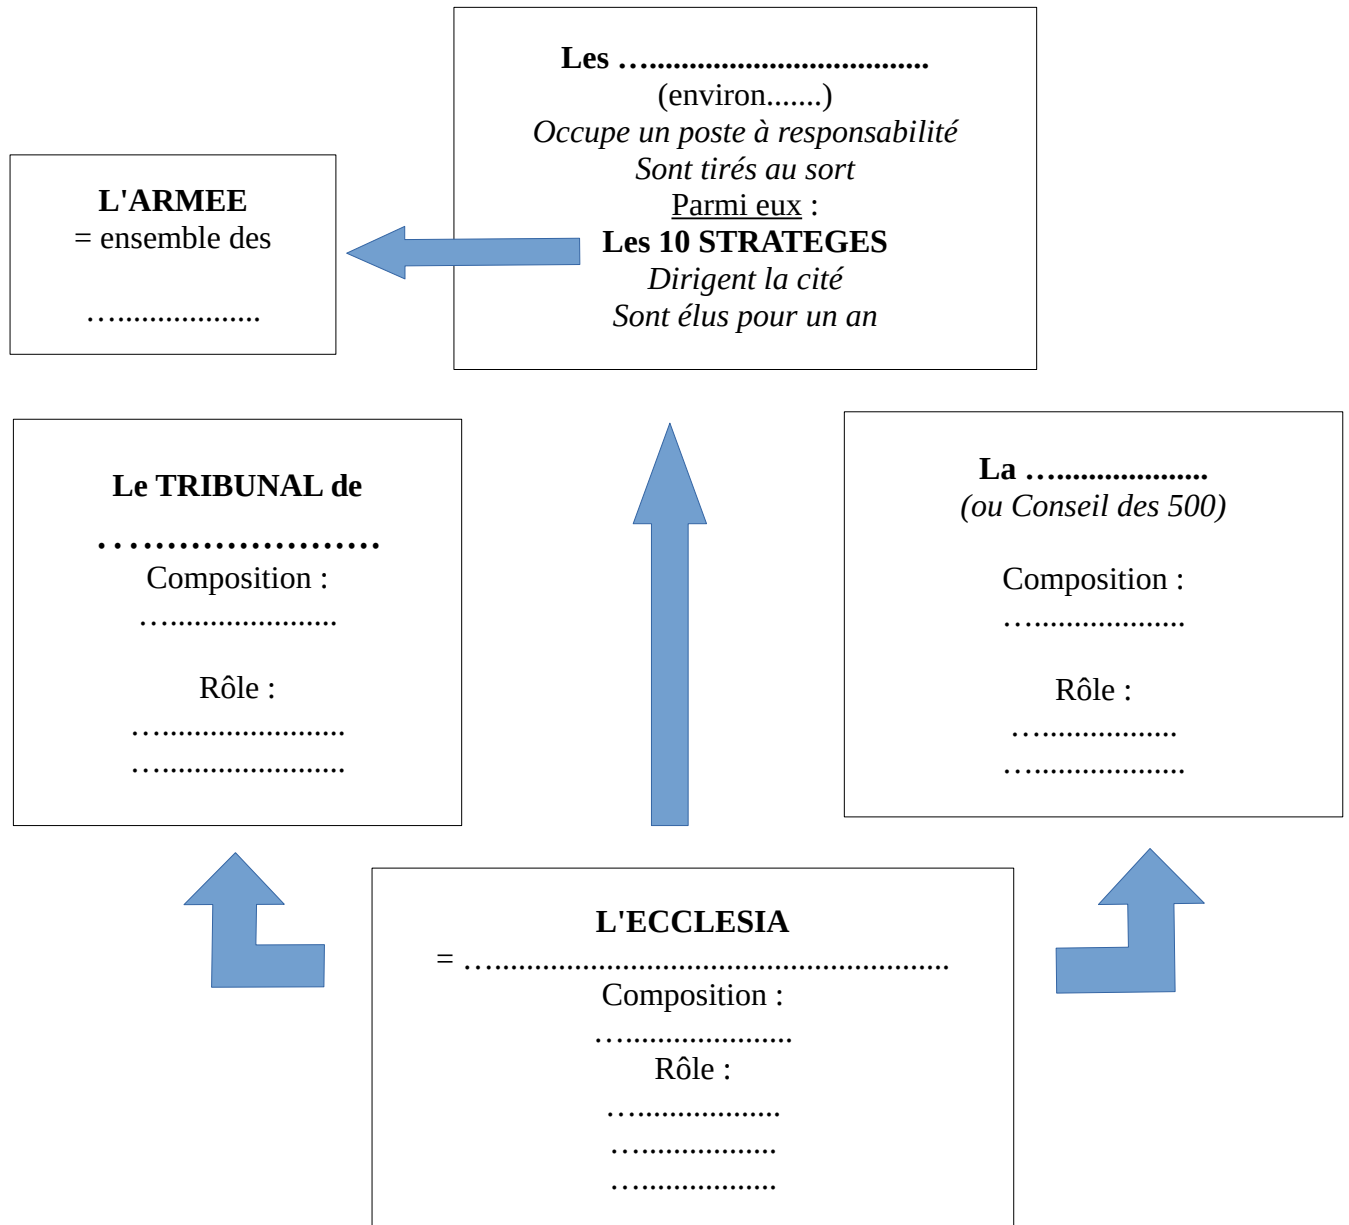 Les …...................................
(environ.......)
Occupe un poste à responsabilité
Sont tirés au sort
Parmi eux :
Les 10 STRATEGES
Dirigent la cité
Sont élus pour un an
L'ARMEE
= ensemble des
…..................
Le TRIBUNAL de
…....................
Composition :
…....................
Rôle :
…........................
…........................
La …...................
(ou Conseil des 500)
Composition :
…...................
Rôle :
…..................
…....................
L'ECCLESIA
= ….........................................................
Composition :
…......................
Rôle :
…..................
…..................
…..................